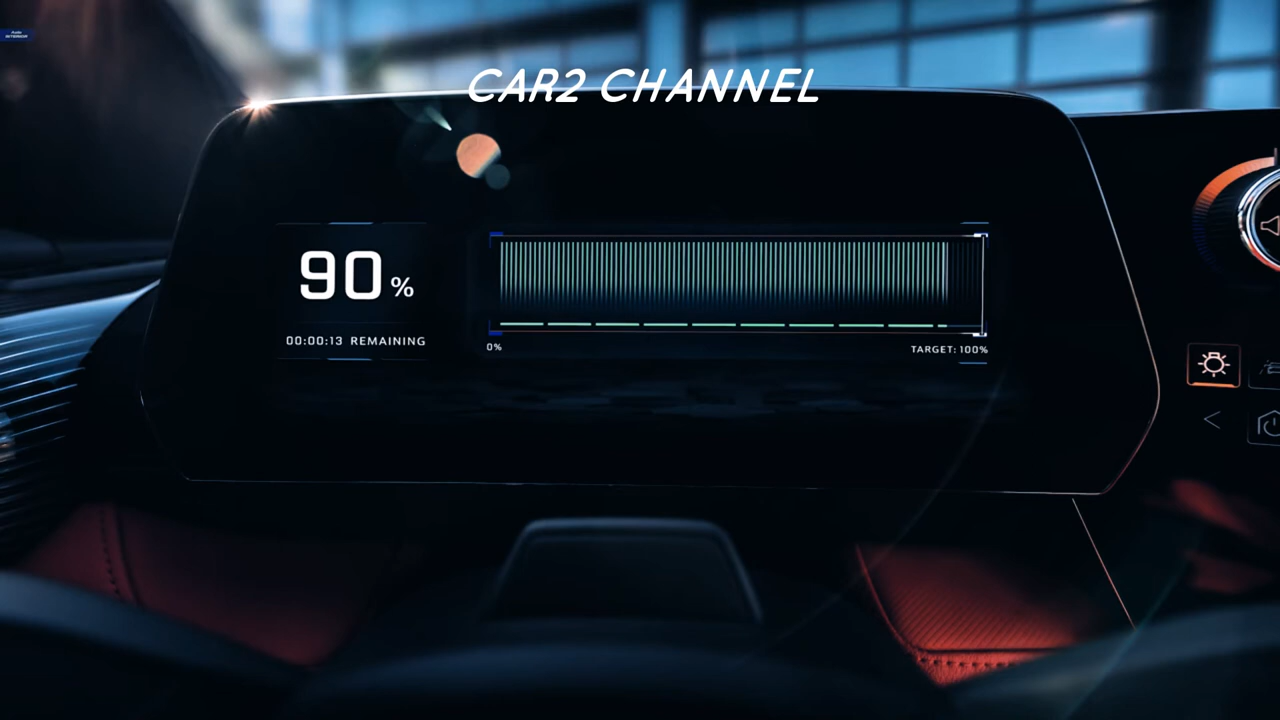 CAR2 CHANNEL
90%
00:00:13 REMAINING
0%
TARGET: 100%